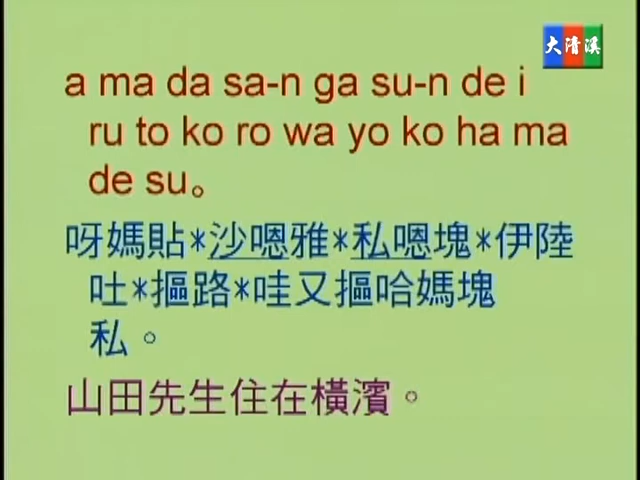 大清溪
a ma da sa-n ga su-n de i
ru to ko ro wa yo ko ha ma
de su。
呀媽貼*沙嗯雅*私嗯塊*伊陸
吐*摳路*哇又摳哈媽塊
私。
山田先生住在橫濱。